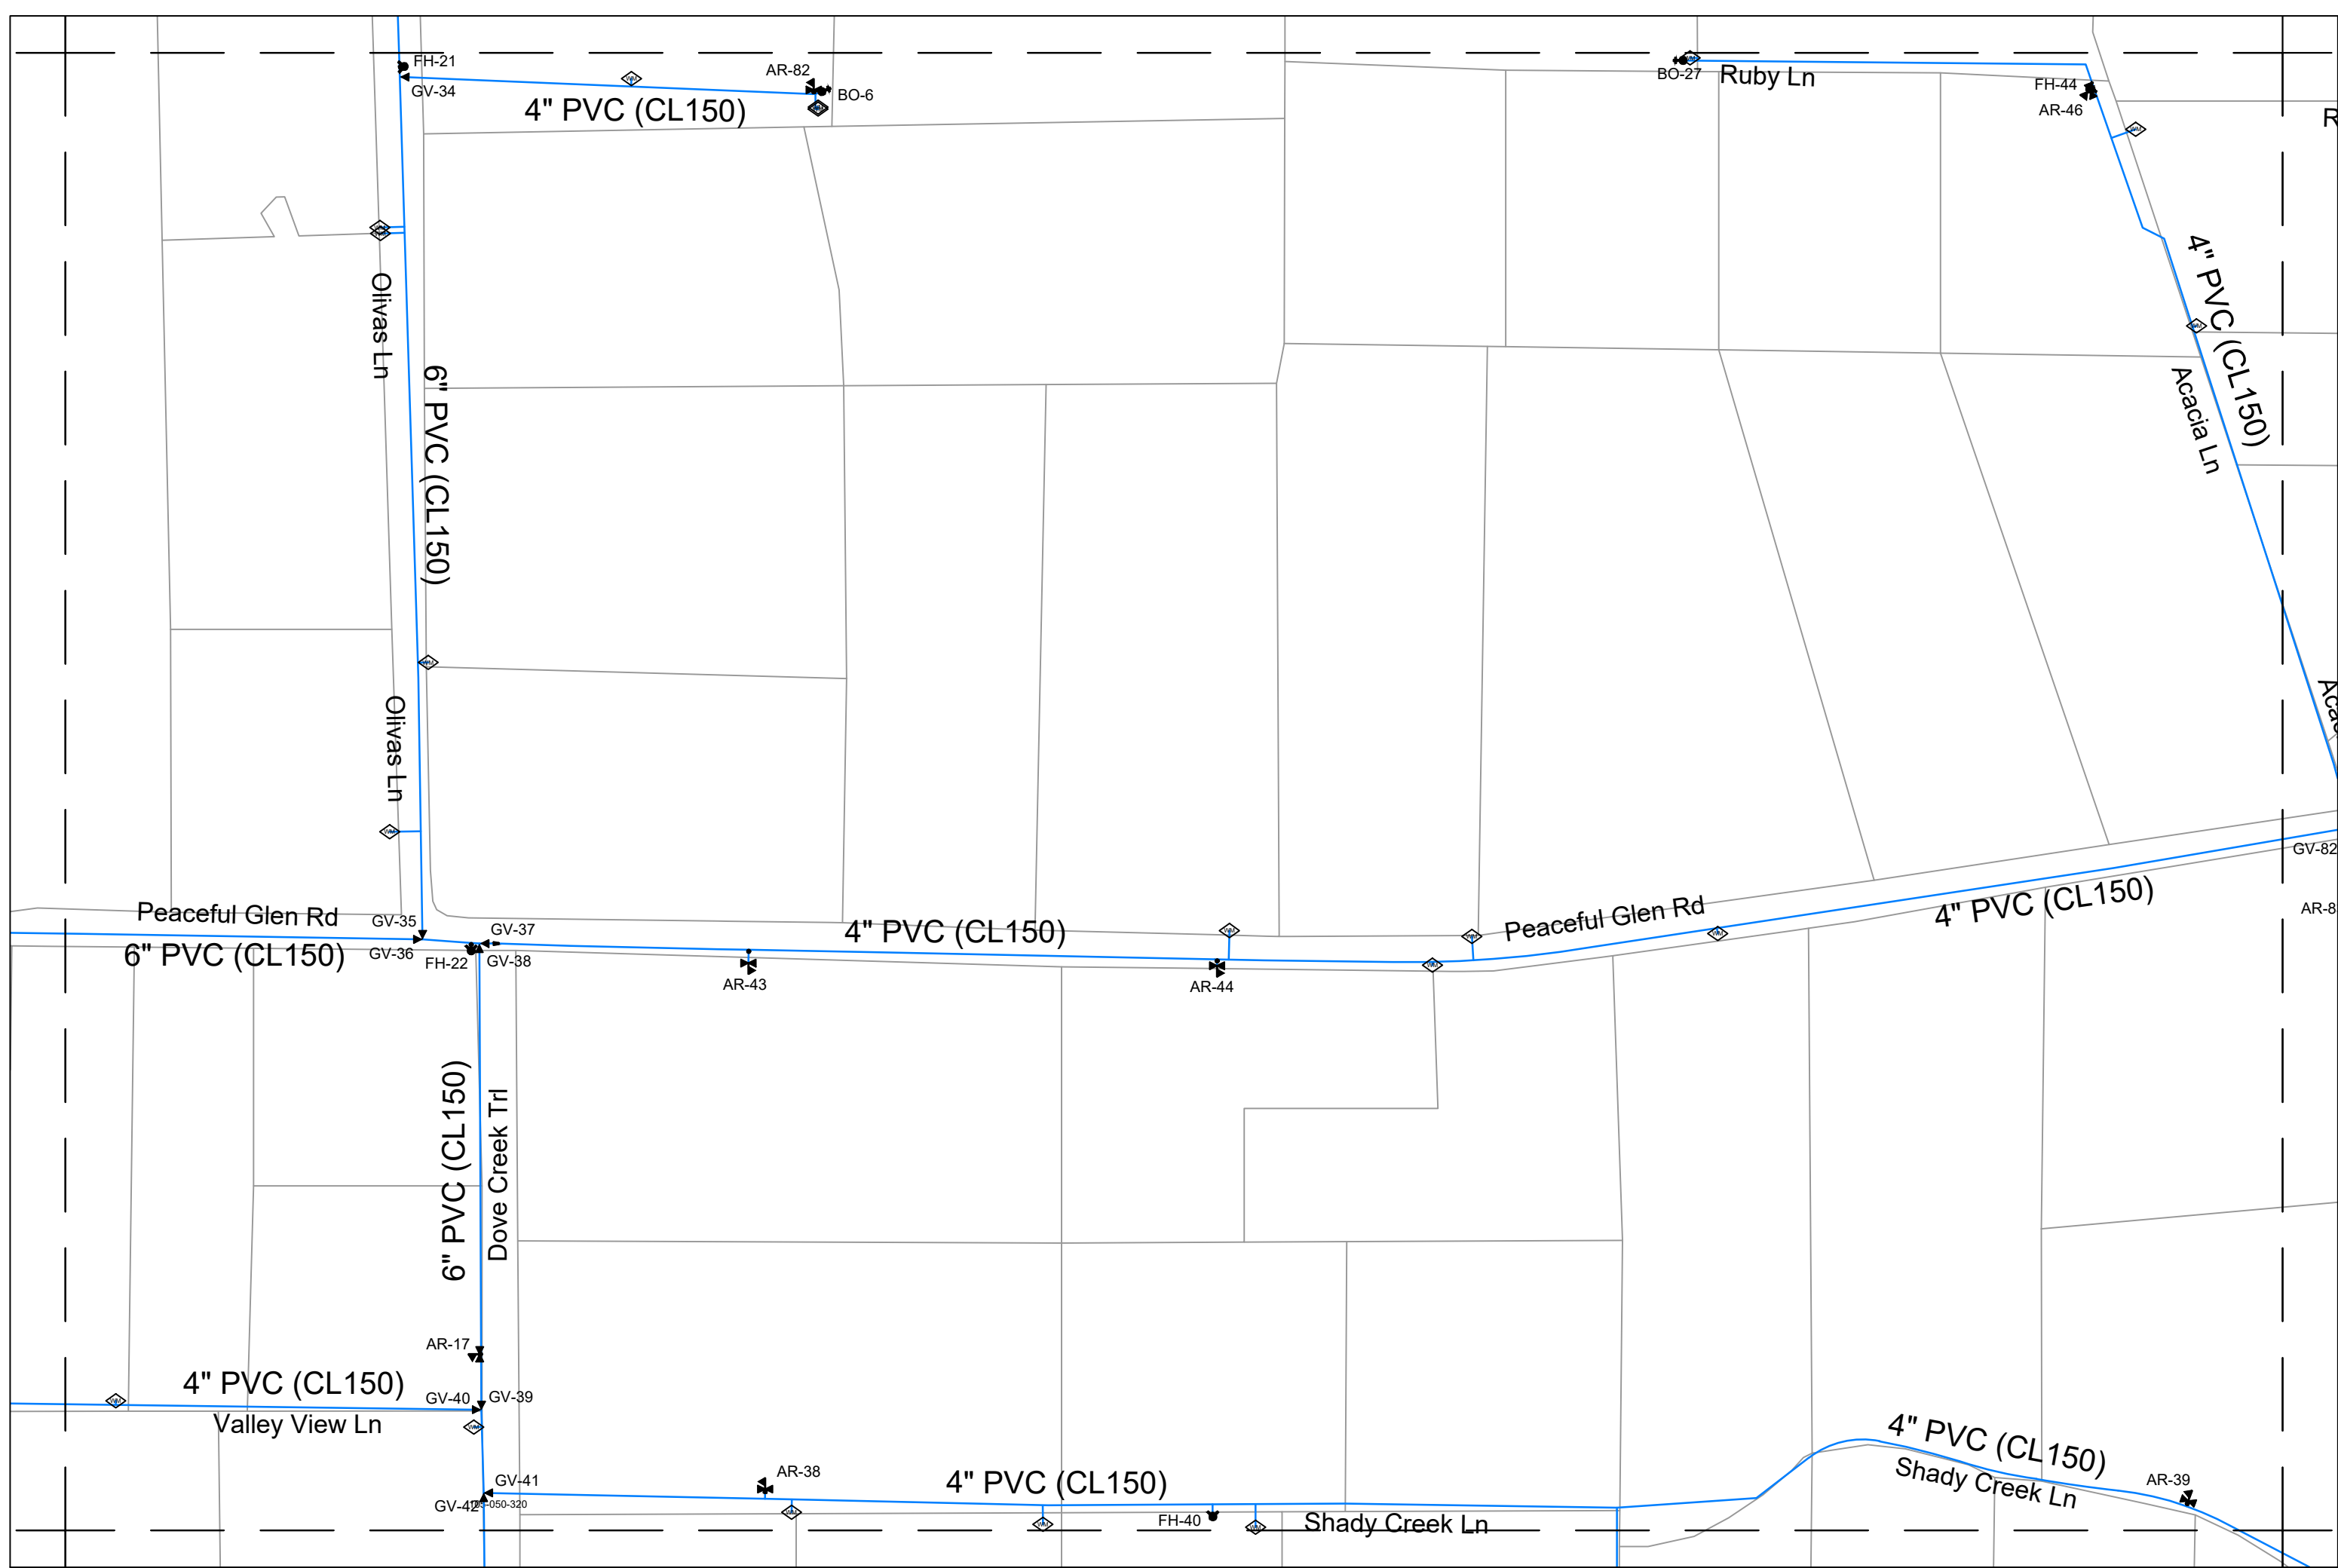 FH-21
GV-34
4" PVC (CL150)
AR-82
BO-6
BO-27
Ruby Ln
FH-44
AR-46
R
Olivas Ln
6" PVC (CL150)
4" PVC (CL150)
Acacia Ln
Olivas Ln
Aca
Peaceful Glen Rd
6" PVC (CL150)
GV-35
GV-36
GV-37
GV-38
FH-22
4" PVC (CL150)
AR-43
AR-44
Peaceful Glen Rd
4" PVC (CL150)
GV-82
AR-8
6" PVC (CL150)
Dove Creek Trl
AR-17
4" PVC (CL150)
Valley View Ln
GV-40
GV-39
GV-41
GV-42
AR-38
4" PVC (CL150)
FH-40
Shady Creek Ln
4" PVC (CL150)
Shady Creek Ln
AR-39